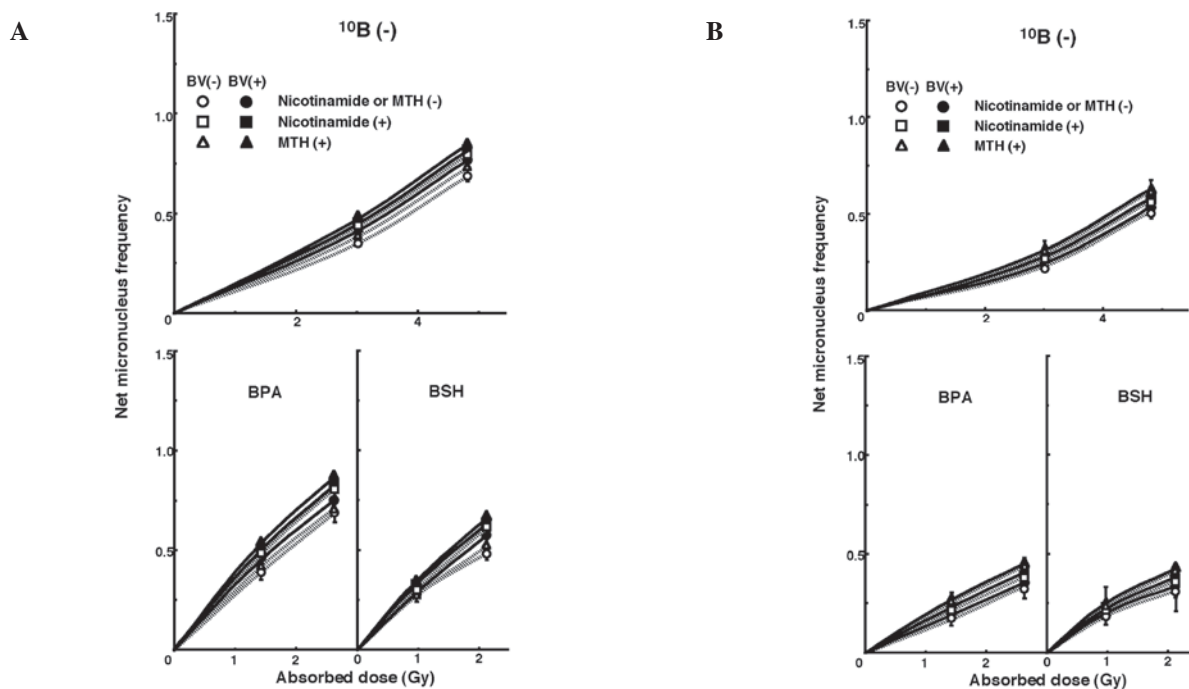 A
¹⁰B (-)
1.5
1.0
0.5
0
2
4
BV(-) BV(+)
Nicotinamide or MTH (-)
Nicotinamide (+)
MTH (+)
Net micronucleus frequency
BPA
BSH
1.5
1.0
0.5
0
1
2
0
1
2
Absorbed dose (Gy)
B
¹⁰B (-)
1.5
1.0
0.5
0
2
4
BV(-) BV(+)
Nicotinamide or MTH (-)
Nicotinamide (+)
MTH (+)
Net micronucleus frequency
BPA
BSH
1.5
1.0
0.5
0
1
2
0
1
2
Absorbed dose (Gy)